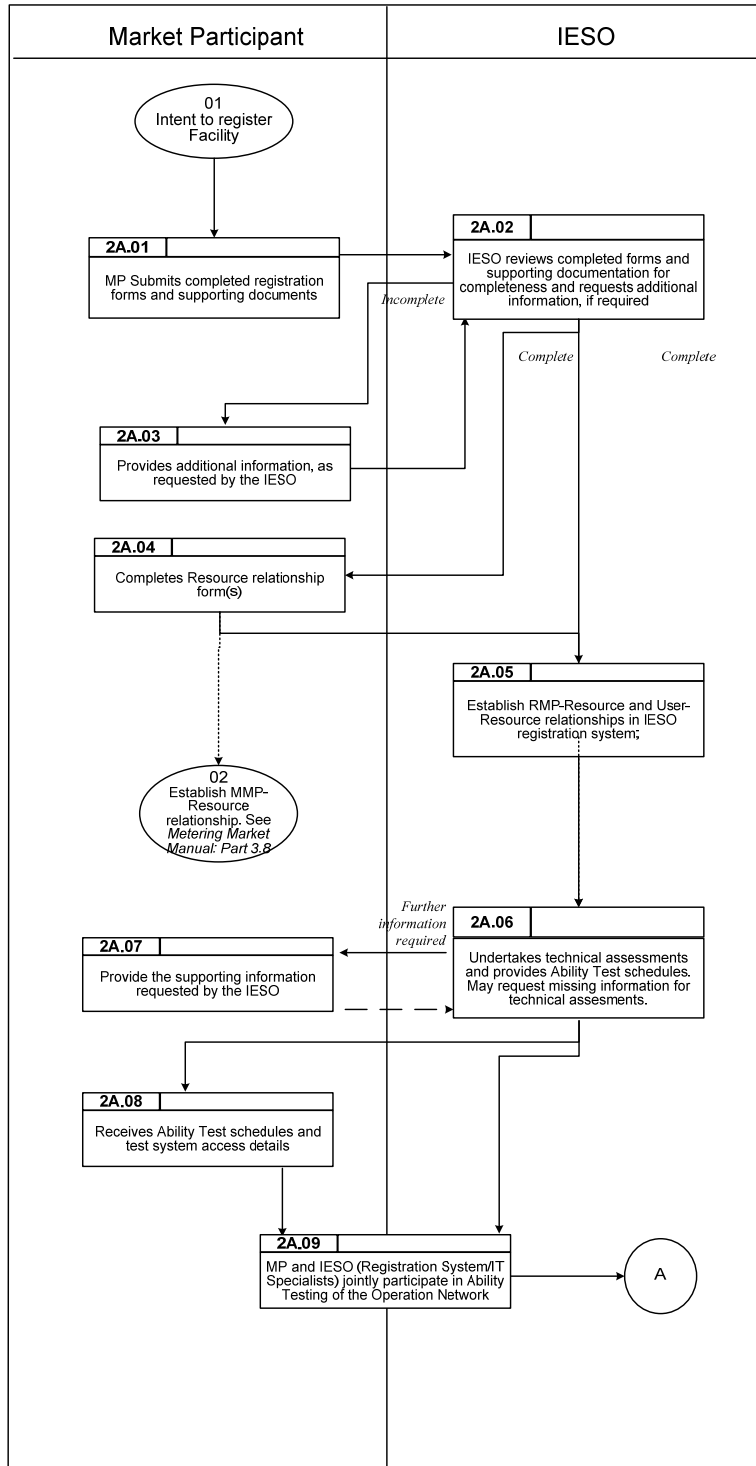 Market Participant
IESO
01
Intent to register
Facility
2A.01
MP Submits completed registration
forms and supporting documents
2A.02
IESO reviews completed forms and
supporting documentation for
completeness and requests additional
information, if required
Incomplete
Complete
Complete
2A.03
Provides additional information, as
requested by the IESO
2A.04
Completes Resource relationship
form(s)
2A.05
Establish RMP-Resource and User-
Resource relationships in IESO
registration system;
02
Establish MMP-
Resource
relationship. See
Metering Market
Manual: Part 3.8
Further
information
required
2A.06
Undertakes technical assessments
and provides Ability Test schedules.
May request missing information for
technical assesments.
2A.07
Provide the supporting information
requested by the IESO
2A.08
Receives Ability Test schedules and
test system access details
2A.09
MP and IESO (Registration System/IT
Specialists) jointly participate in Ability
Testing of the Operation Network
A